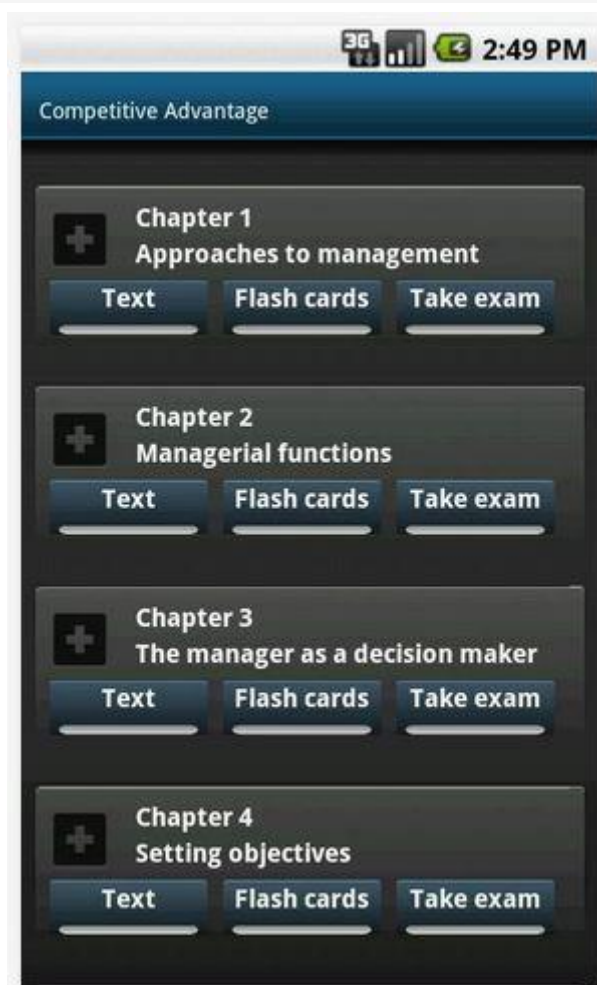 3G 2:49 PM
Competitive Advantage
Chapter 1
Approaches to management
Text Flash cards Take exam
Chapter 2
Managerial functions
Text Flash cards Take exam
Chapter 3
The manager as a decision maker
Text Flash cards Take exam
Chapter 4
Setting objectives
Text Flash cards Take exam